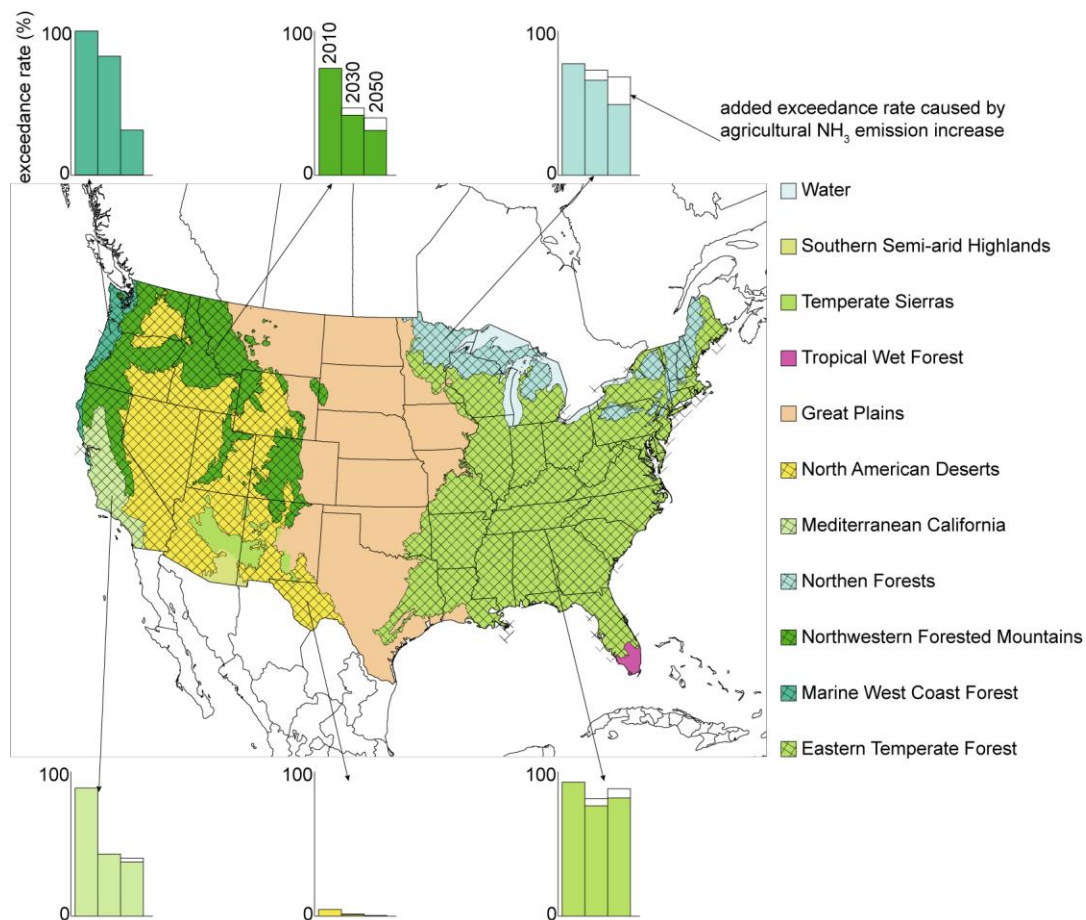 exceedance rate (%)
100
0
100
0
2010
2030
2050
100
0
added exceedance rate caused by
agricultural NH3 emission increase
Water
Southern Semi-arid Highlands
Temperate Sierras
Tropical Wet Forest
Great Plains
North American Deserts
Mediterranean California
Northen Forests
Northwestern Forested Mountains
Marine West Coast Forest
Eastern Temperate Forest
100
0
100
0
100
0